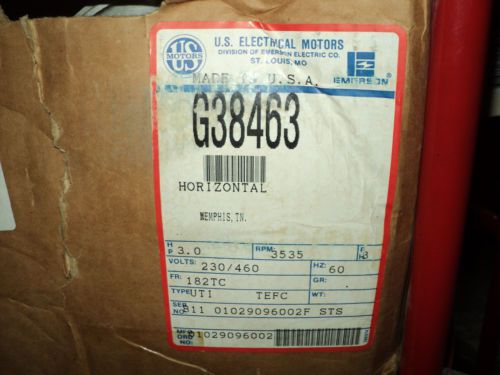 US
MOTORS
U.S. ELECTRICAL MOTORS
DIVISION OF EMERSON ELECTRIC CO.
ST. LOUIS, MO
EMERSON
MADE IN U.S.A.
G38463
HORIZONTAL
MEMPHIS,TN.
HP 3.0 RPM: 3535 PH 3
VOLTS: 230/460 HZ: 60
FR: 182TC GR:
TYPE UTI TEFC WT:
SER NO: 811 01029096002F STS
MFG ORD NO: 01029096002